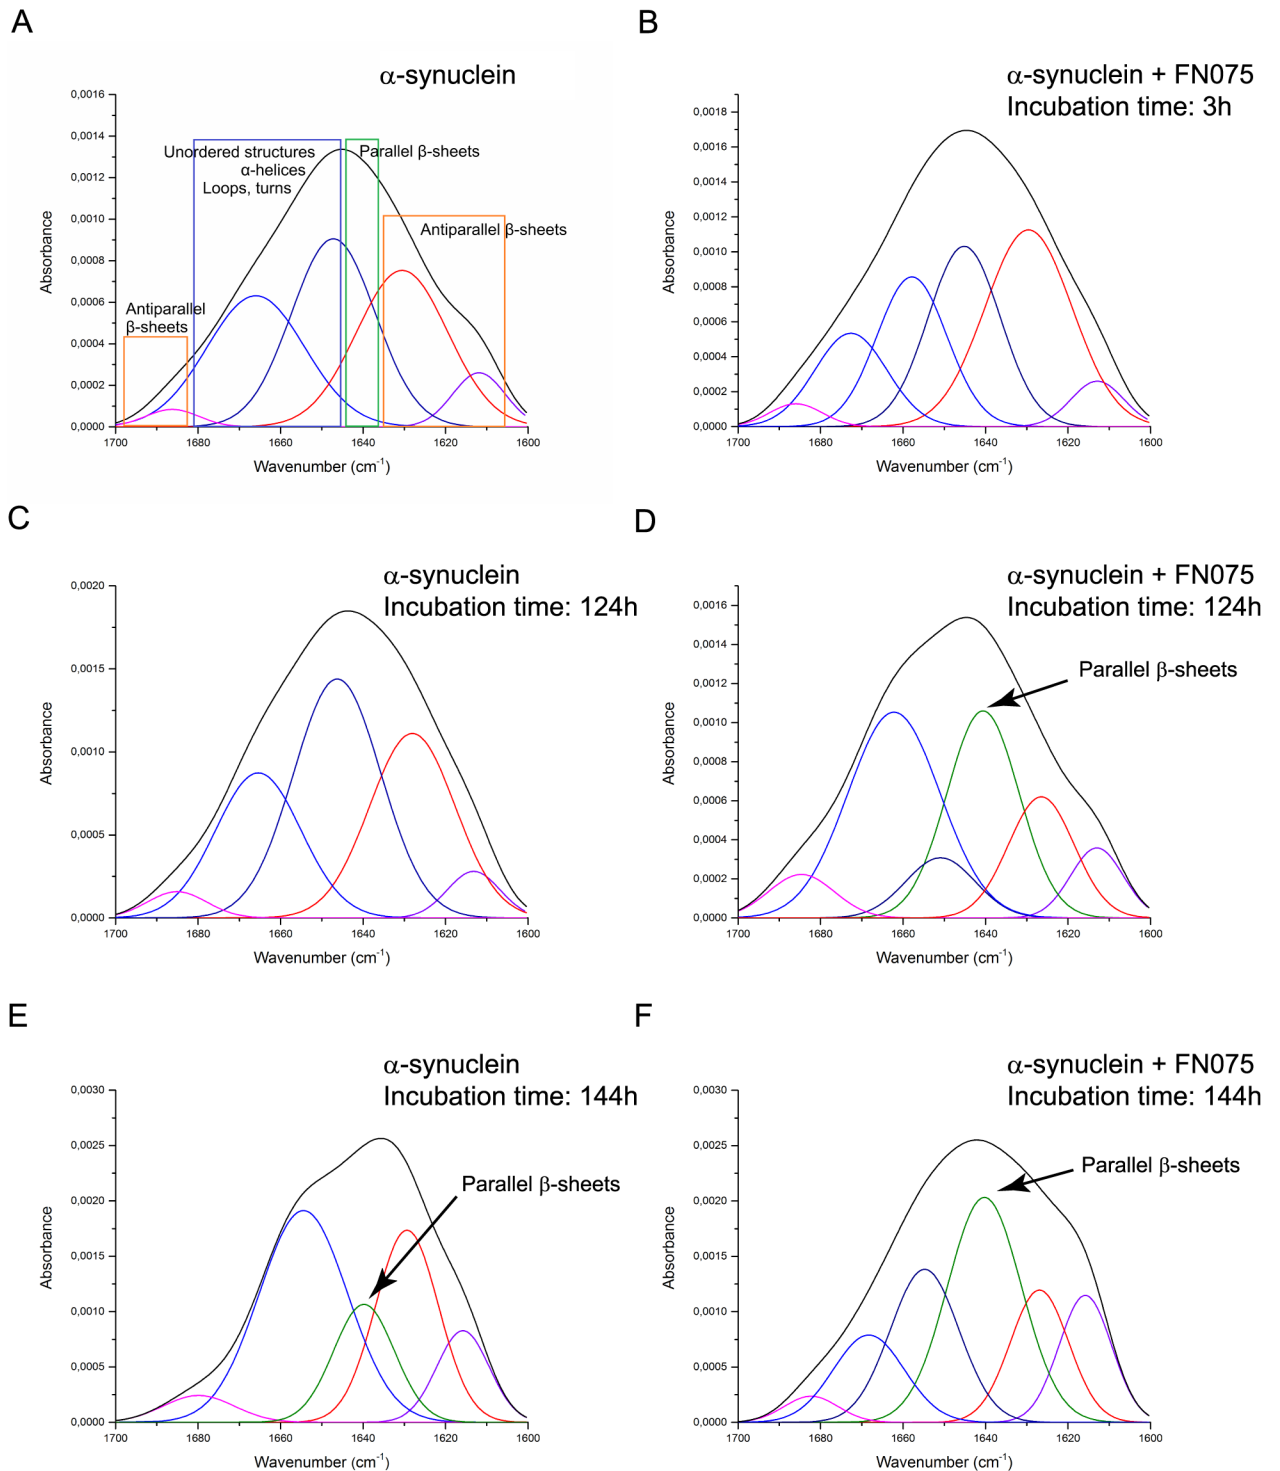 A
α-synuclein
0,0016
0,0014
0,0012
0,0010
0,0008
0,0006
0,0004
0,0002
0,0000
Absorbance
Unordered structures
α-helices
Loops, turns
Parallel β-sheets
Antiparallel β-sheets
Antiparallel
β-sheets
1700 1680 1660 1640 1620 1600
Wavenumber (cm⁻¹)
B
α-synuclein + FN075
Incubation time: 3h
0,0018
0,0016
0,0014
0,0012
0,0010
0,0008
0,0006
0,0004
0,0002
0,0000
Absorbance
1700 1680 1660 1640 1620 1600
Wavenumber (cm⁻¹)
C
α-synuclein
Incubation time: 124h
0,0020
0,0015
0,0010
0,0005
0,0000
Absorbance
1700 1680 1660 1640 1620 1600
Wavenumber (cm⁻¹)
D
α-synuclein + FN075
Incubation time: 124h
Parallel β-sheets
0,0016
0,0014
0,0012
0,0010
0,0008
0,0006
0,0004
0,0002
0,0000
Absorbance
1700 1680 1660 1640 1620 1600
Wavenumber (cm⁻¹)
E
α-synuclein
Incubation time: 144h
Parallel β-sheets
0,0030
0,0025
0,0020
0,0015
0,0010
0,0005
0,0000
Absorbance
1700 1680 1660 1640 1620 1600
Wavenumber (cm⁻¹)
F
α-synuclein + FN075
Incubation time: 144h
Parallel β-sheets
0,0030
0,0025
0,0020
0,0015
0,0010
0,0005
0,0000
Absorbance
1700 1680 1660 1640 1620 1600
Wavenumber (cm⁻¹)